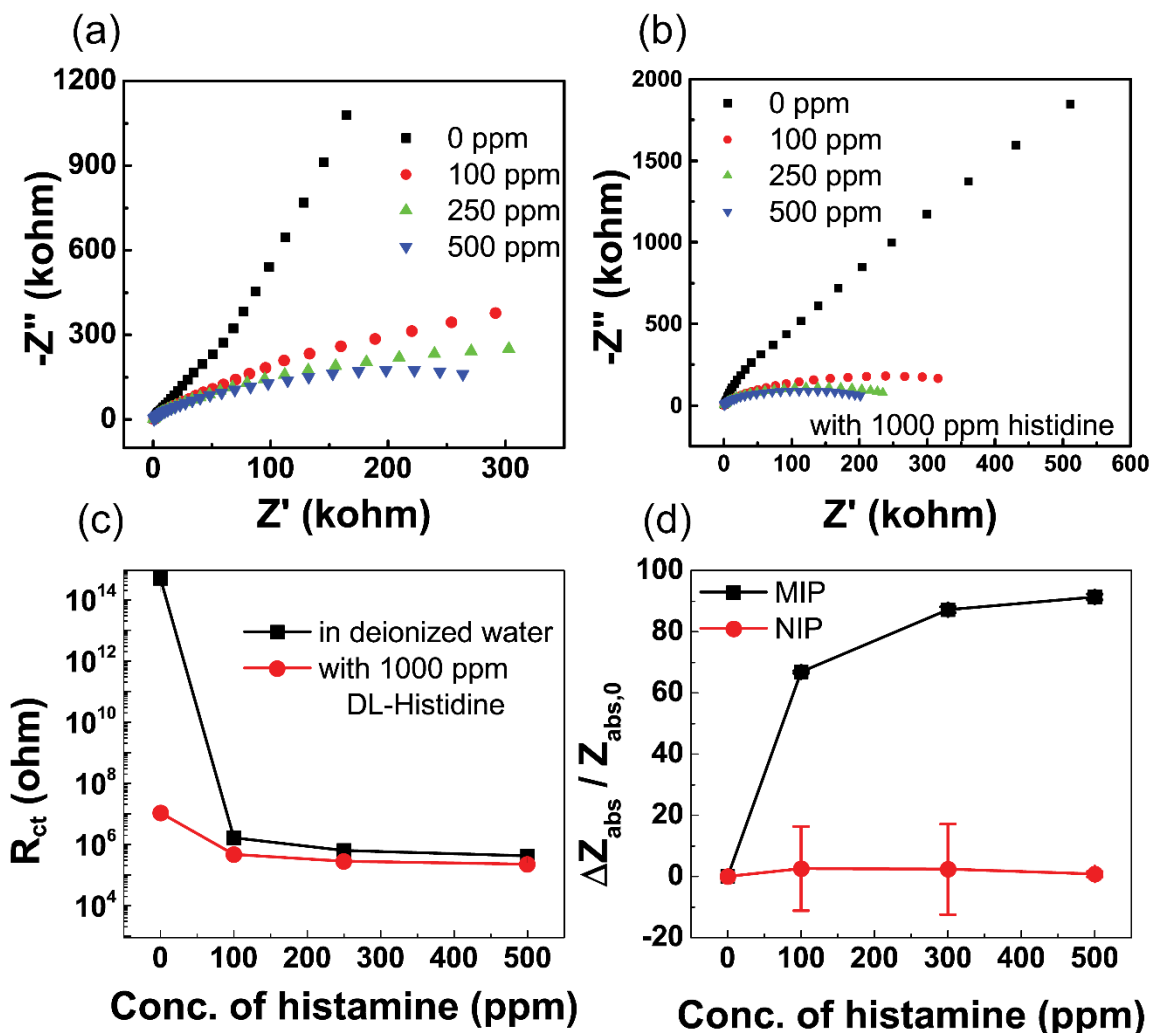 (a)
1200
900
600
300
0
-Z" (kohm)
0 ppm
100 ppm
250 ppm
500 ppm
0 100 200 300
Z' (kohm)
(b)
2000
1500
1000
500
0
-Z" (kohm)
0 ppm
100 ppm
250 ppm
500 ppm
with 1000 ppm histidine
0 100 200 300 400 500 600
Z' (kohm)
(c)
10^14
10^12
10^10
10^8
10^6
10^4
R_ct (ohm)
in deionized water
with 1000 ppm
DL-Histidine
0 100 200 300 400 500
Conc. of histamine (ppm)
(d)
100
80
60
40
20
0
-20
ΔZ_abs / Z_abs,0
MIP
NIP
0 100 200 300 400 500
Conc. of histamine (ppm)